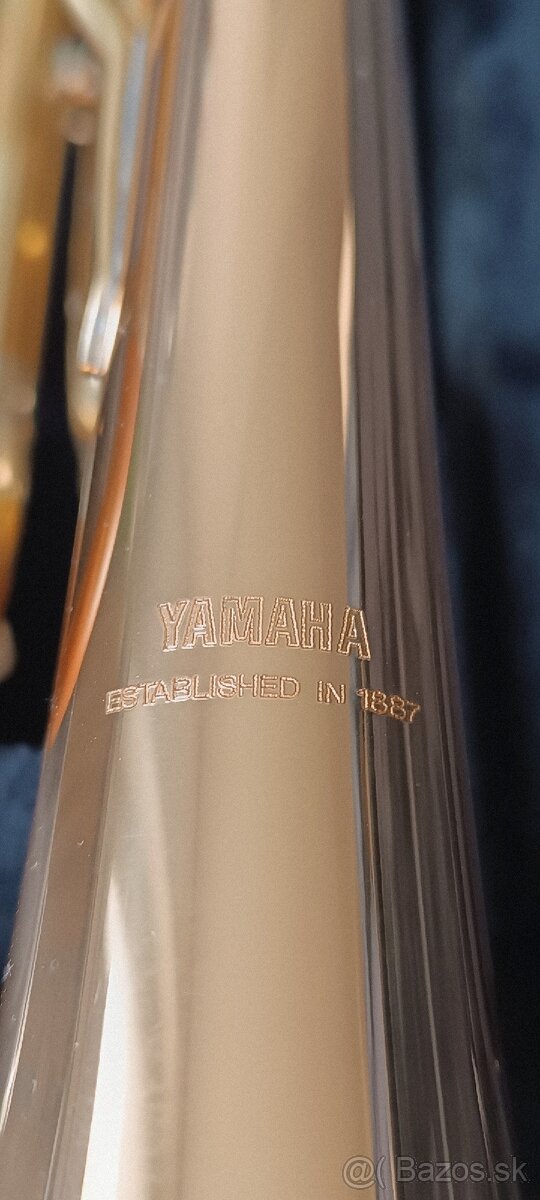 YAMAHA
ESTABLISHED IN 1887
@( Bazos.sk